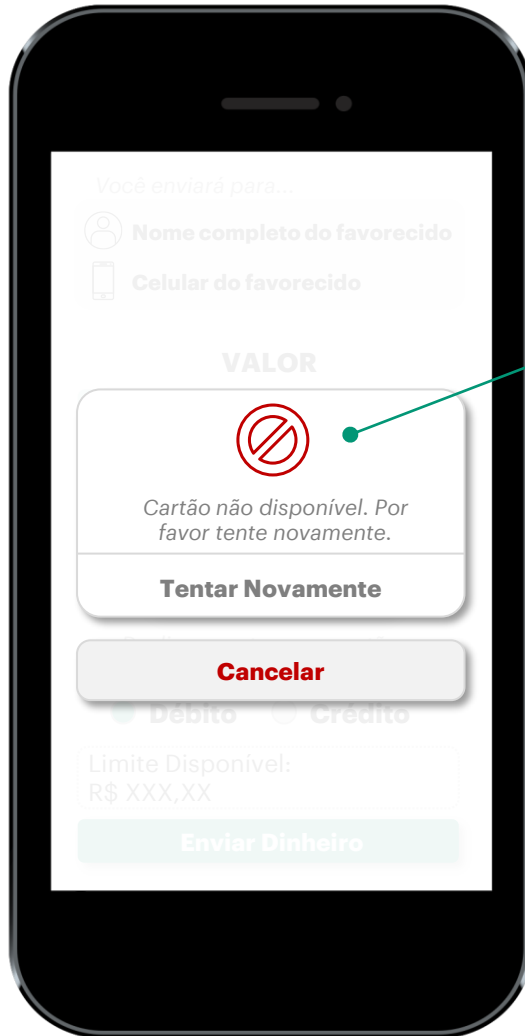 Você enviará para...
Nome completo do favorecido
Celular do favorecido
VALOR
Cartão não disponível. Por
favor tente novamente.
Tentar Novamente
Cancelar
Débito Crédito
Limite Disponível:
R$ XXX,XX
Enviar Dinheiro